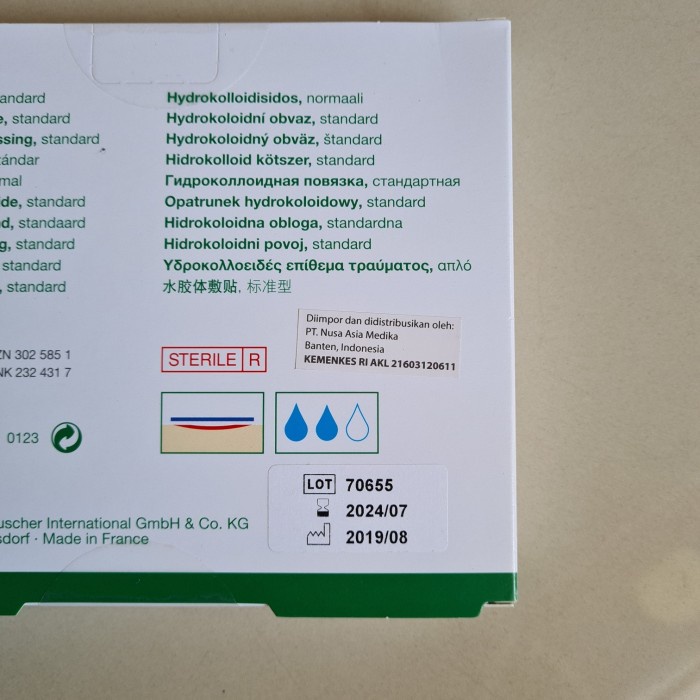 andard
e, standard
ssing, standard
tándar
mal
ide, standard
nd, standaard
g, standard
standard
, standard
Hydrokolloidisidos, normaali
Hydrokoloidní obvaz, standard
Hydrokoloidný obväz, štandard
Hidrokolloid kötszer, standard
Гидроколлоидная повязка, стандартная
Opatrunek hydrokoloidowy, standard
Hidrokoloidna obloga, standardna
Hidrokoloidni povoj, standard
Υδροκολλοειδές επίθεμα τραύματος, απλό
水胶体敷贴, 标准型
ZN 302 585 1
NK 232 431 7
STERILE R
Diimpor dan didistribusikan oleh:
PT. Nusa Asia Medika
Banten, Indonesia
KEMENKES RI AKL 21603120611
0123
LOT 70655
2024/07
2019/08
uscher International GmbH & Co. KG
sdorf · Made in France